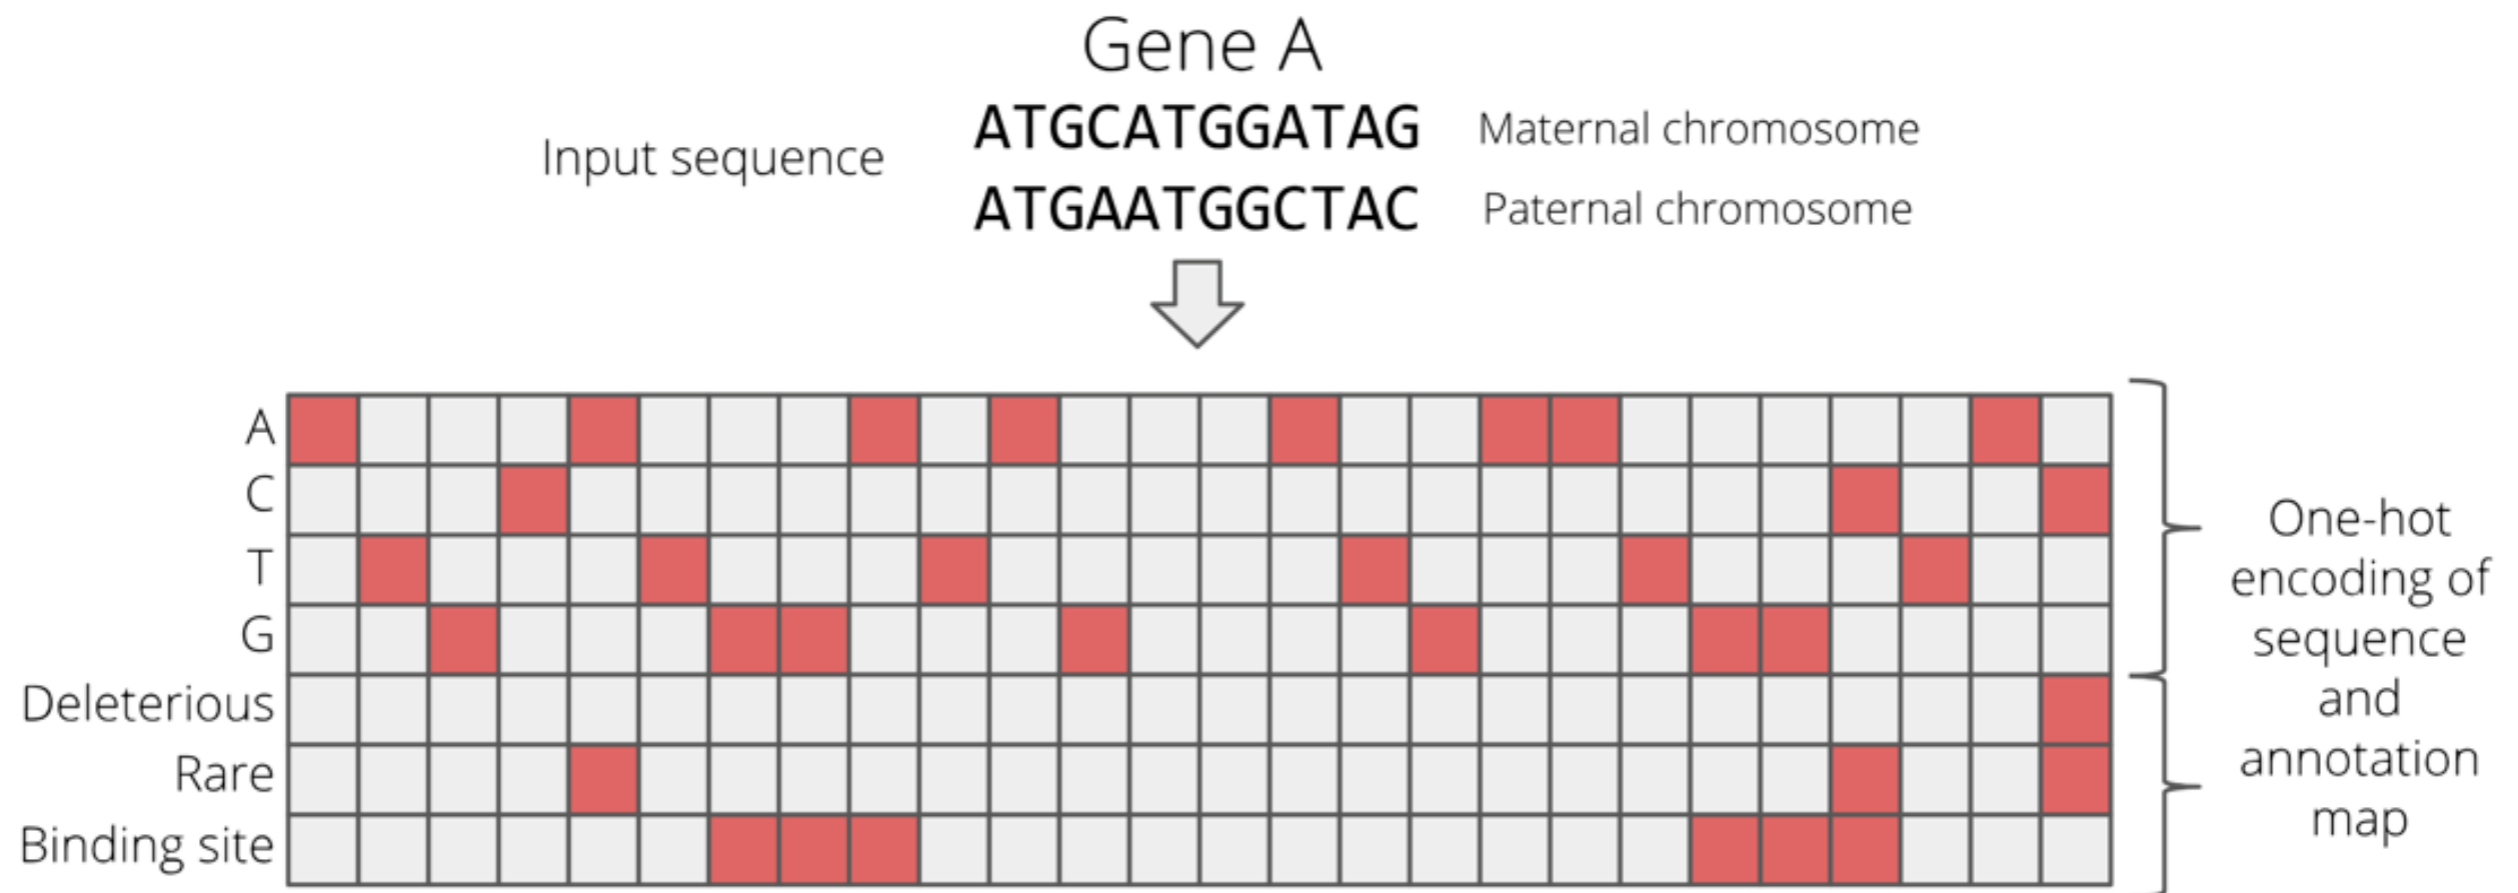 Gene A
Input sequence
ATGCATGGATAG Maternal chromosome
ATGAATGGCTAC Paternal chromosome
A
C
T
G
Deleterious
Rare
Binding site
One-hot
encoding of
sequence
and
annotation
map